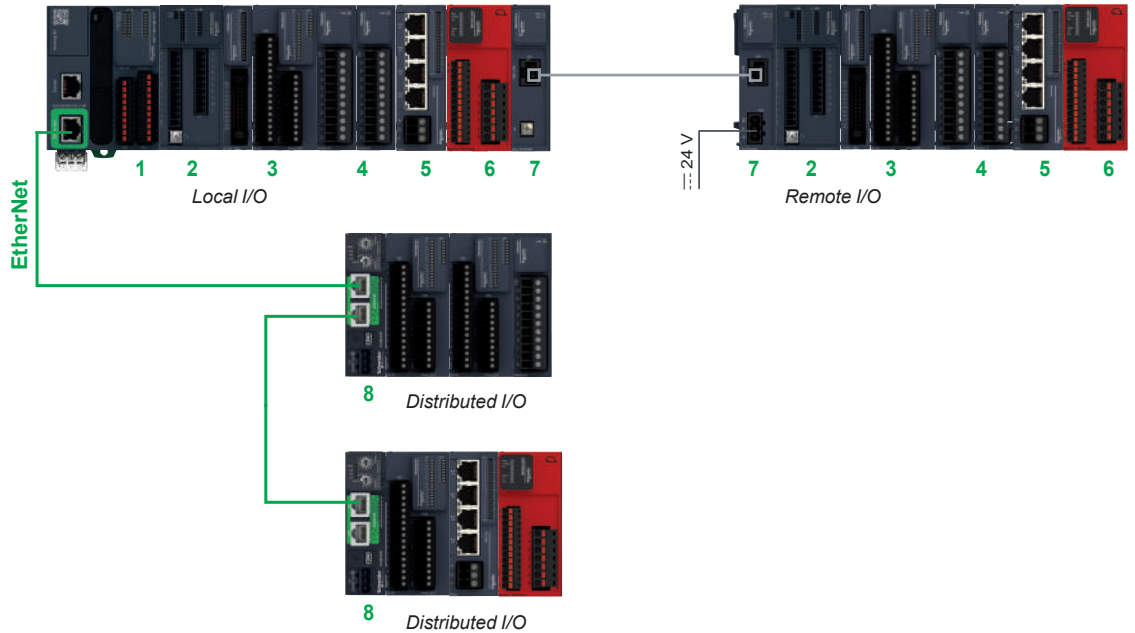 1 2 3 4 5 6 7
Local I/O
24 V
7 2 3 4 5 6
Remote I/O
EtherNet
8
Distributed I/O
8
Distributed I/O